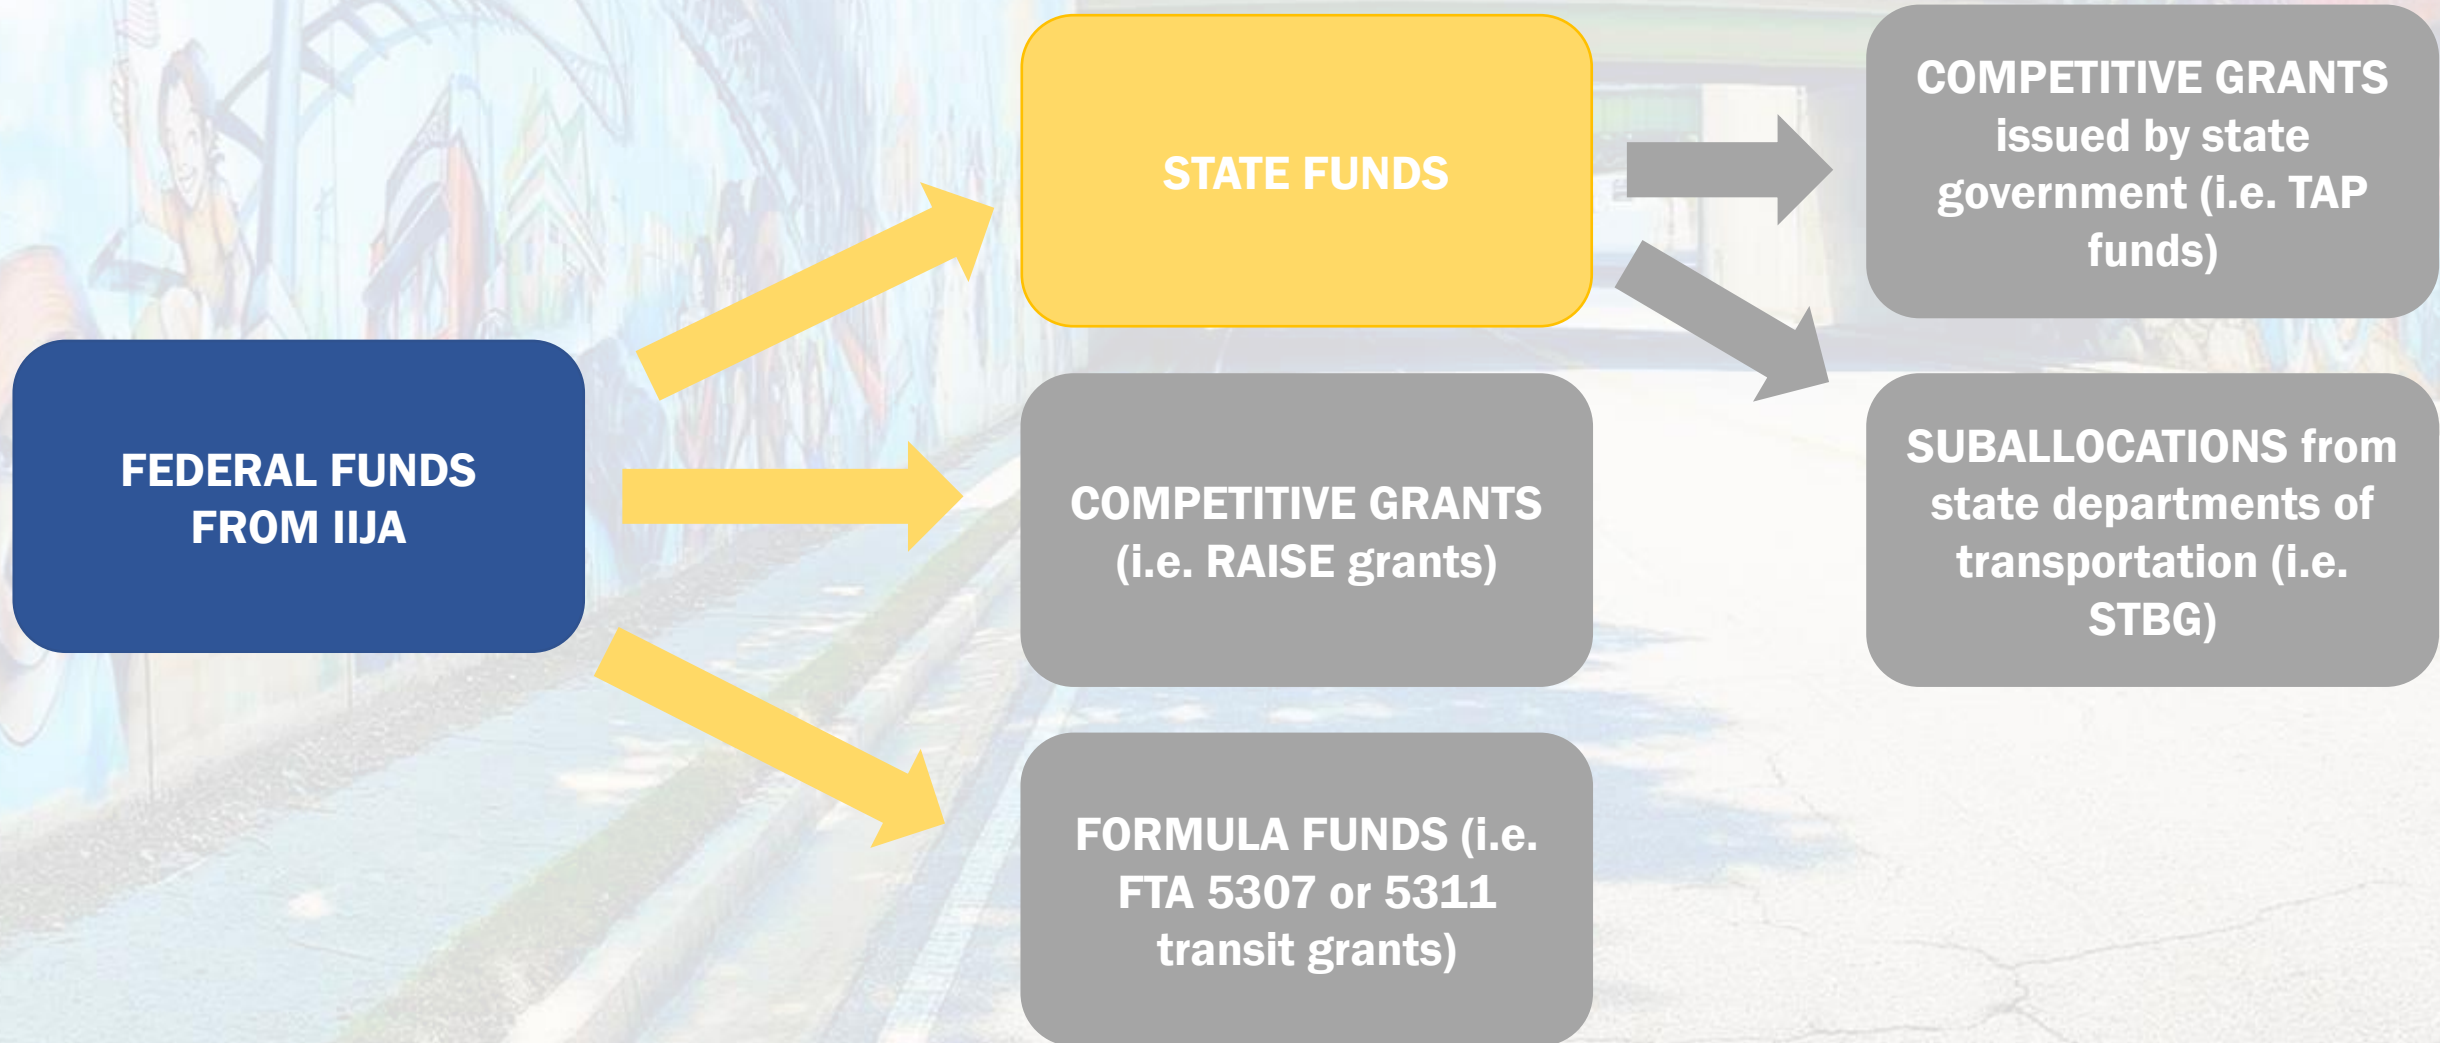 FEDERAL FUNDS
FROM IIJA
STATE FUNDS
COMPETITIVE GRANTS
(i.e. RAISE grants)
FORMULA FUNDS (i.e.
FTA 5307 or 5311
transit grants)
COMPETITIVE GRANTS
issued by state
government (i.e. TAP
funds)
SUBALLOCATIONS from
state departments of
transportation (i.e.
STBG)